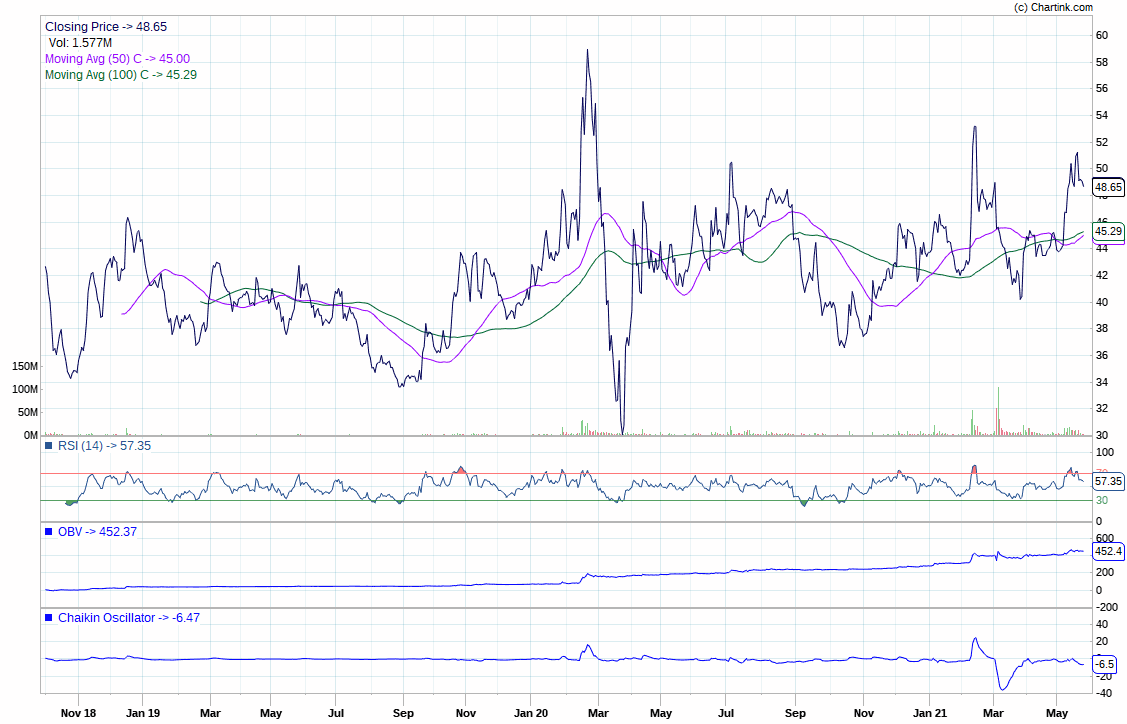 (c) Chartink.com
Closing Price -> 48.65
Vol: 1.577M
Moving Avg (50) C -> 45.00
Moving Avg (100) C -> 45.29
60
58
56
54
52
50
48.65
46
45.29
44
42
40
38
36
34
32
30
150M
100M
50M
0M
RSI (14) -> 57.35
100
70
57.35
30
0
OBV -> 452.37
600
452.4
200
0
-200
Chaikin Oscillator -> -6.47
40
20
-6.5
-20
-40
Nov 18 Jan 19 Mar May Jul Sep Nov Jan 20 Mar May Jul Sep Nov Jan 21 Mar May